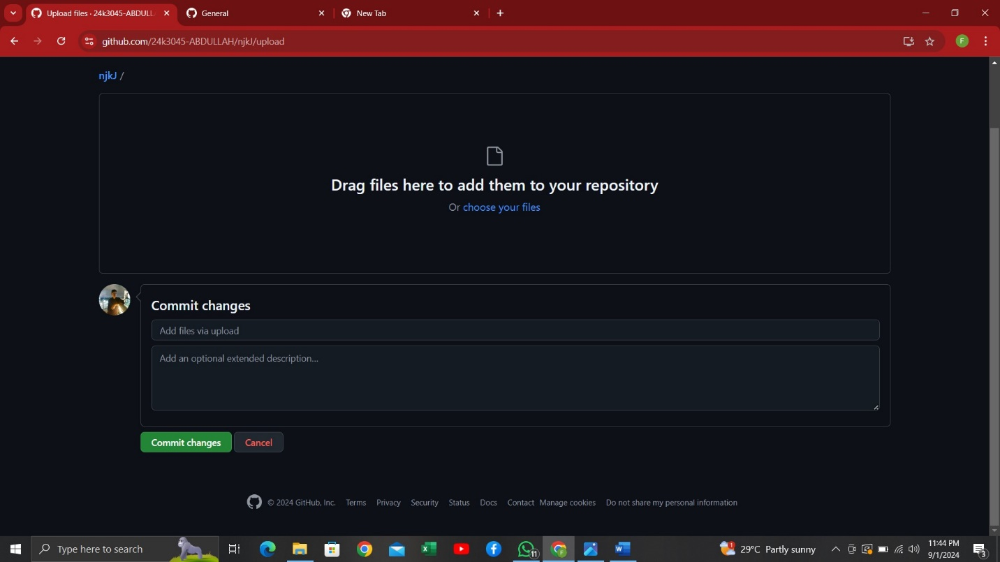 Upload files · 24k3045-ABDULL
General
New Tab
github.com/24k3045-ABDULLAH/njkJ/upload
F
njkJ /
Drag files here to add them to your repository
Or choose your files
Commit changes
Add files via upload
Add an optional extended description...
Commit changes
Cancel
© 2024 GitHub, Inc. Terms Privacy Security Status Docs Contact Manage cookies Do not share my personal information
Type here to search
11
F
1
29°C Partly sunny
11:44 PM
9/1/2024
3